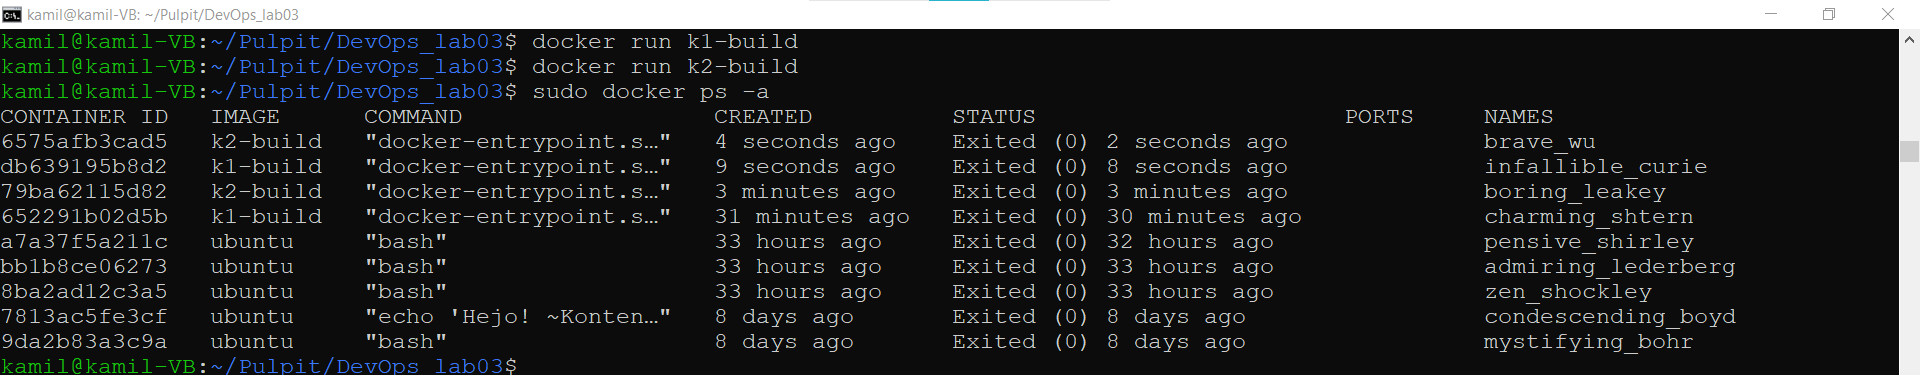 kamil@kamil-VB: ~/Pulpit/DevOps_lab03
kamil@kamil-VB:~/Pulpit/DevOps_lab03$ docker run k1-build
kamil@kamil-VB:~/Pulpit/DevOps_lab03$ docker run k2-build
kamil@kamil-VB:~/Pulpit/DevOps_lab03$ sudo docker ps -a
CONTAINER ID   IMAGE      COMMAND                  CREATED          STATUS                      PORTS     NAMES
6575afb3cad5   k2-build   "docker-entrypoint.s…"   4 seconds ago    Exited (0) 2 seconds ago              brave_wu
db639195b8d2   k1-build   "docker-entrypoint.s…"   9 seconds ago    Exited (0) 8 seconds ago              infallible_curie
79ba62115d82   k2-build   "docker-entrypoint.s…"   3 minutes ago    Exited (0) 3 minutes ago              boring_leakey
652291b02d5b   k1-build   "docker-entrypoint.s…"   31 minutes ago   Exited (0) 30 minutes ago             charming_shtern
a7a37f5a211c   ubuntu     "bash"                   33 hours ago     Exited (0) 32 hours ago               pensive_shirley
bb1b8ce06273   ubuntu     "bash"                   33 hours ago     Exited (0) 33 hours ago               admiring_lederberg
8ba2ad12c3a5   ubuntu     "bash"                   33 hours ago     Exited (0) 33 hours ago               zen_shockley
7813ac5fe3cf   ubuntu     "echo 'Hejo! ~Konten…"   8 days ago       Exited (0) 8 days ago                 condescending_boyd
9da2b83a3c9a   ubuntu     "bash"                   8 days ago       Exited (0) 8 days ago                 mystifying_bohr
kamil@kamil-VB:~/Pulpit/DevOps_lab03$